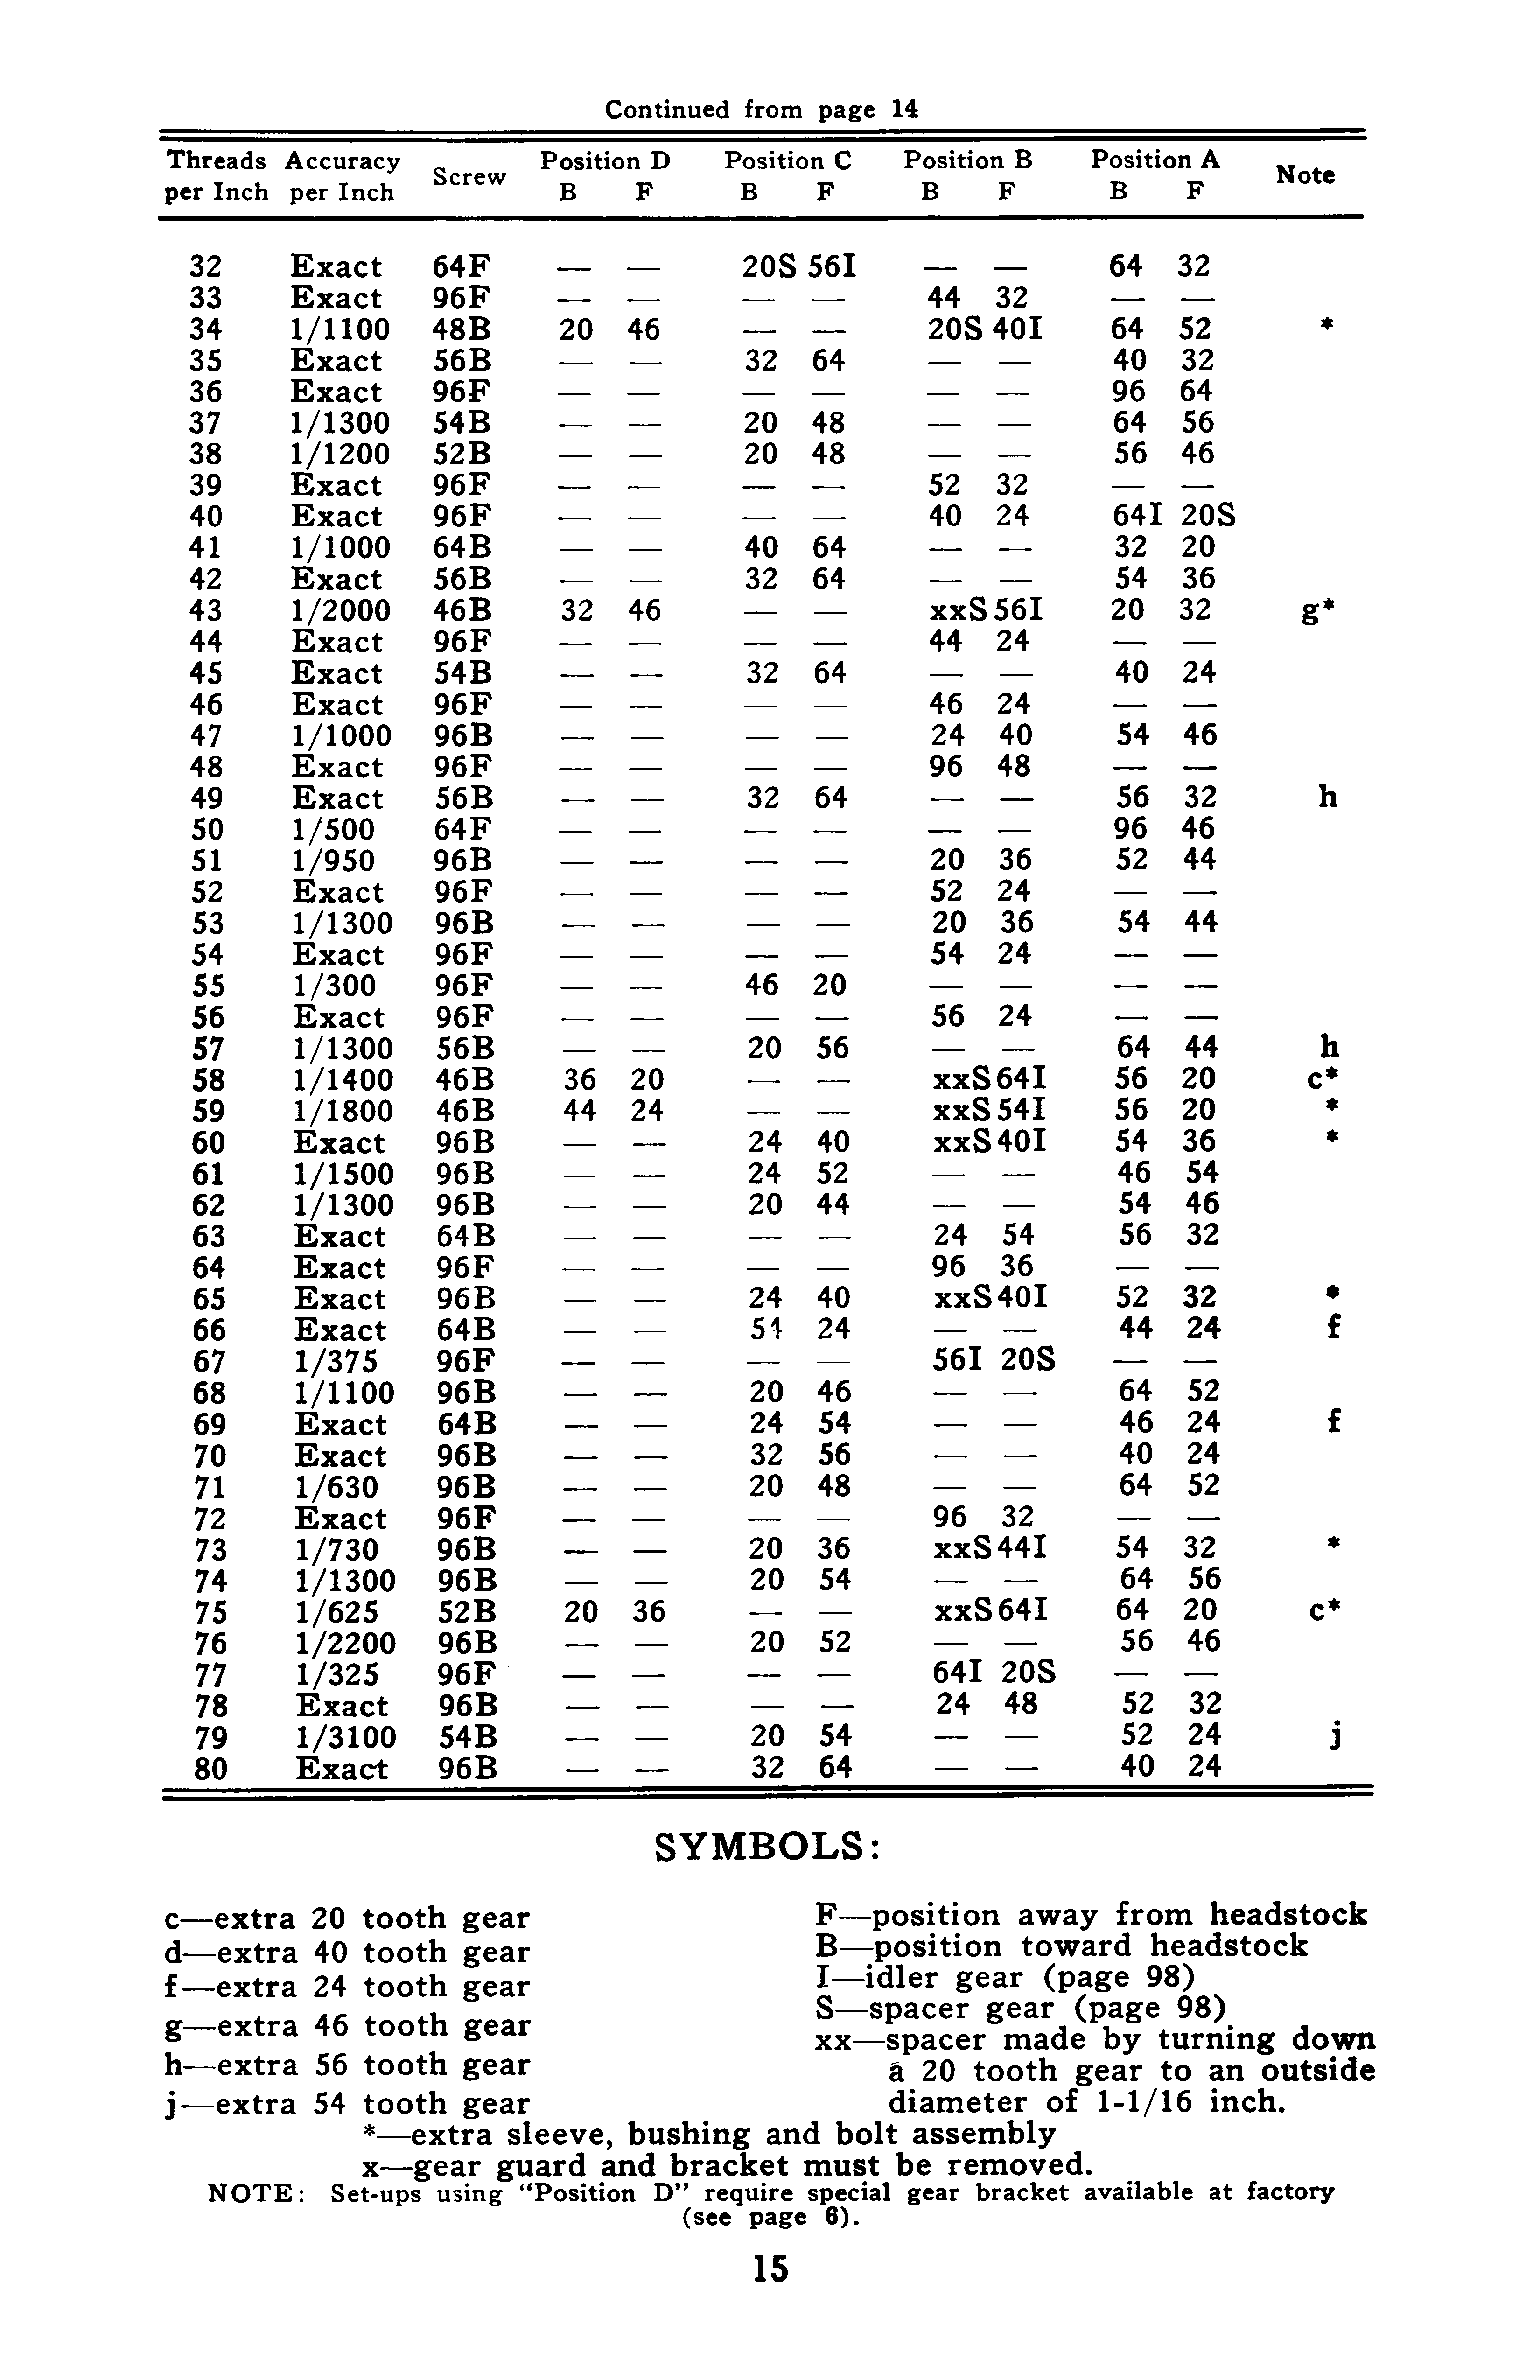 Continued from page 14
Threads Accuracy Screw Position D Position C Position B Position A Note
per Inch per Inch B F B F B F B F
32 Exact 64F — — 20S 56I — — 64 32
33 Exact 96F — — — — 44 32 — —
34 1/1100 48B 20 46 — — 20S 40I 64 52 *
35 Exact 56B — — 32 64 — — 40 32
36 Exact 96F — — — — — — 96 64
37 1/1300 54B — — 20 48 — — 64 56
38 1/1200 52B — — 20 48 — — 56 46
39 Exact 96F — — — — 52 32 — —
40 Exact 96F — — — — 40 24 64I 20S
41 1/1000 64B — — 40 64 — — 32 20
42 Exact 56B — — 32 64 — — 54 36
43 1/2000 46B 32 46 — — xxS 56I 20 32 g*
44 Exact 96F — — — — 44 24 — —
45 Exact 54B — — 32 64 — — 40 24
46 Exact 96F — — — — 46 24 — —
47 1/1000 96B — — — — 24 40 54 46
48 Exact 96F — — — — 96 48 — —
49 Exact 56B — — 32 64 — — 56 32 h
50 1/500 64F — — — — — — 96 46
51 1/950 96B — — — — 20 36 52 44
52 Exact 96F — — — — 52 24 — —
53 1/1300 96B — — — — 20 36 54 44
54 Exact 96F — — — — 54 24 — —
55 1/300 96F — — 46 20 — — — —
56 Exact 96F — — — — 56 24 — —
57 1/1300 56B — — 20 56 — — 64 44 h
58 1/1400 46B 36 20 — — xxS 64I 56 20 c*
59 1/1800 46B 44 24 — — xxS 54I 56 20 *
60 Exact 96B — — 24 40 xxS 40I 54 36 *
61 1/1500 96B — — 24 52 — — 46 54
62 1/1300 96B — — 20 44 — — 54 46
63 Exact 64B — — — — 24 54 56 32
64 Exact 96F — — — — 96 36 — —
65 Exact 96B — — 24 40 xxS 40I 52 32 *
66 Exact 64B — — 54 24 — — 44 24 f
67 1/375 96F — — — — 56I 20S — —
68 1/1100 96B — — 20 46 — — 64 52
69 Exact 64B — — 24 54 — — 46 24 f
70 Exact 96B — — 32 56 — — 40 24
71 1/630 96B — — 20 48 — — 64 52
72 Exact 96F — — — — 96 32 — —
73 1/730 96B — — 20 36 xxS 44I 54 32 *
74 1/1300 96B — — 20 54 — — 64 56
75 1/625 52B 20 36 — — xxS 64I 64 20 c*
76 1/2200 96B — — 20 52 — — 56 46
77 1/325 96F — — — — 64I 20S — —
78 Exact 96B — — — — 24 48 52 32
79 1/3100 54B — — 20 54 — — 52 24 j
80 Exact 96B — — 32 64 — — 40 24
SYMBOLS:
c—extra 20 tooth gear
d—extra 40 tooth gear
f—extra 24 tooth gear
g—extra 46 tooth gear
h—extra 56 tooth gear
j—extra 54 tooth gear
F—position away from headstock
B—position toward headstock
I—idler gear (page 98)
S—spacer gear (page 98)
xx—spacer made by turning down
a 20 tooth gear to an outside
diameter of 1-1/16 inch.
*—extra sleeve, bushing and bolt assembly
x—gear guard and bracket must be removed.
NOTE: Set-ups using "Position D" require special gear bracket available at factory
(see page 6).
15